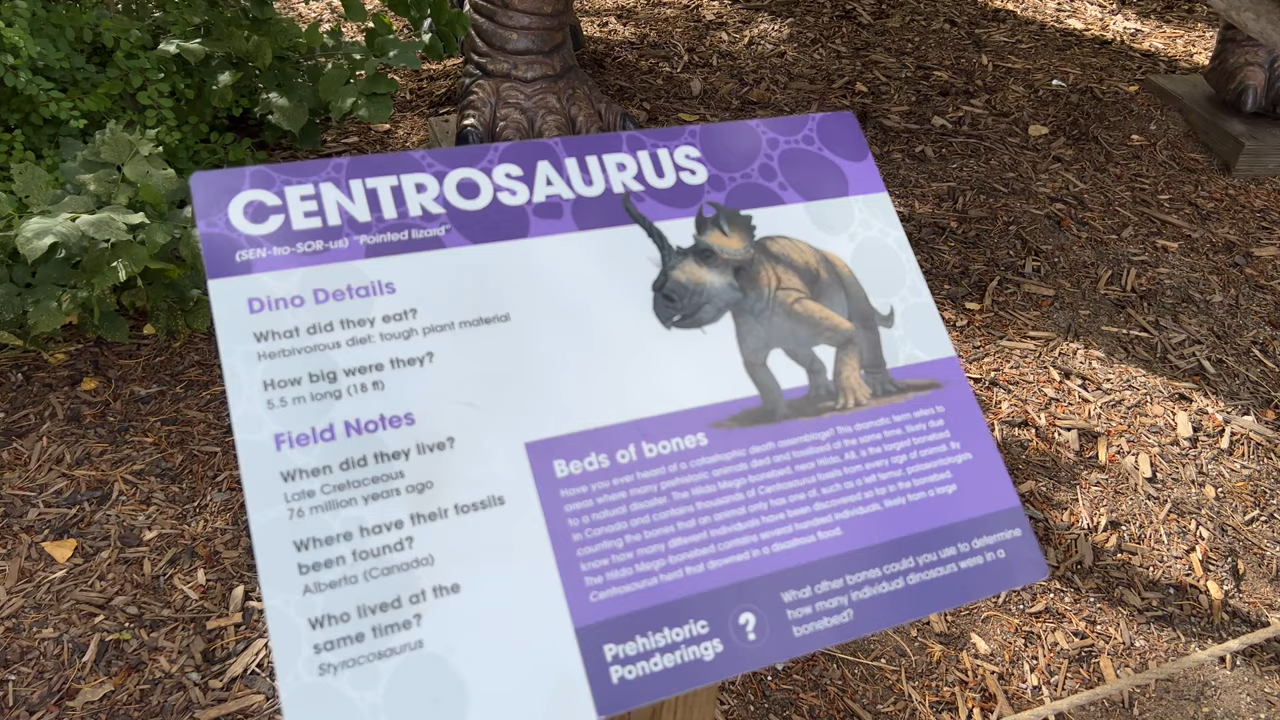 CENTROSAURUS
(SEN-tro-SOR-us) "Pointed lizard"
Dino Details
What did they eat?
Herbivorous diet: tough plant material
How big were they?
5.5 m long (18 ft)
Field Notes
When did they live?
Late Cretaceous
76 million years ago
Where have their fossils
been found?
Alberta (Canada)
Who lived at the
same time?
Styrocosaurus
Beds of bones
Have you ever heard of a catastrophic death assemblage? This dramatic term refers to
areas where many prehistoric animals died and fossilized at the same time, likely due
to a natural disaster. The Hilda Mega-bonebed, near Hilda, AB, is the largest bonebed
in Canada and contains thousands of Centrosaurus fossils from every age of animal. By
counting the bones that an animal only has one of, such as a left femur, palaeontologists
know how many different individuals have been discovered so far in the bonebed.
The Hilda Mega-bonebed contains several hundred individuals, likely from a large
Centrosaurus herd that drowned in a disastrous flood.
Prehistoric
Ponderings
?
What other bones could you use to determine
how many individual dinosaurs were in a
bonebed?